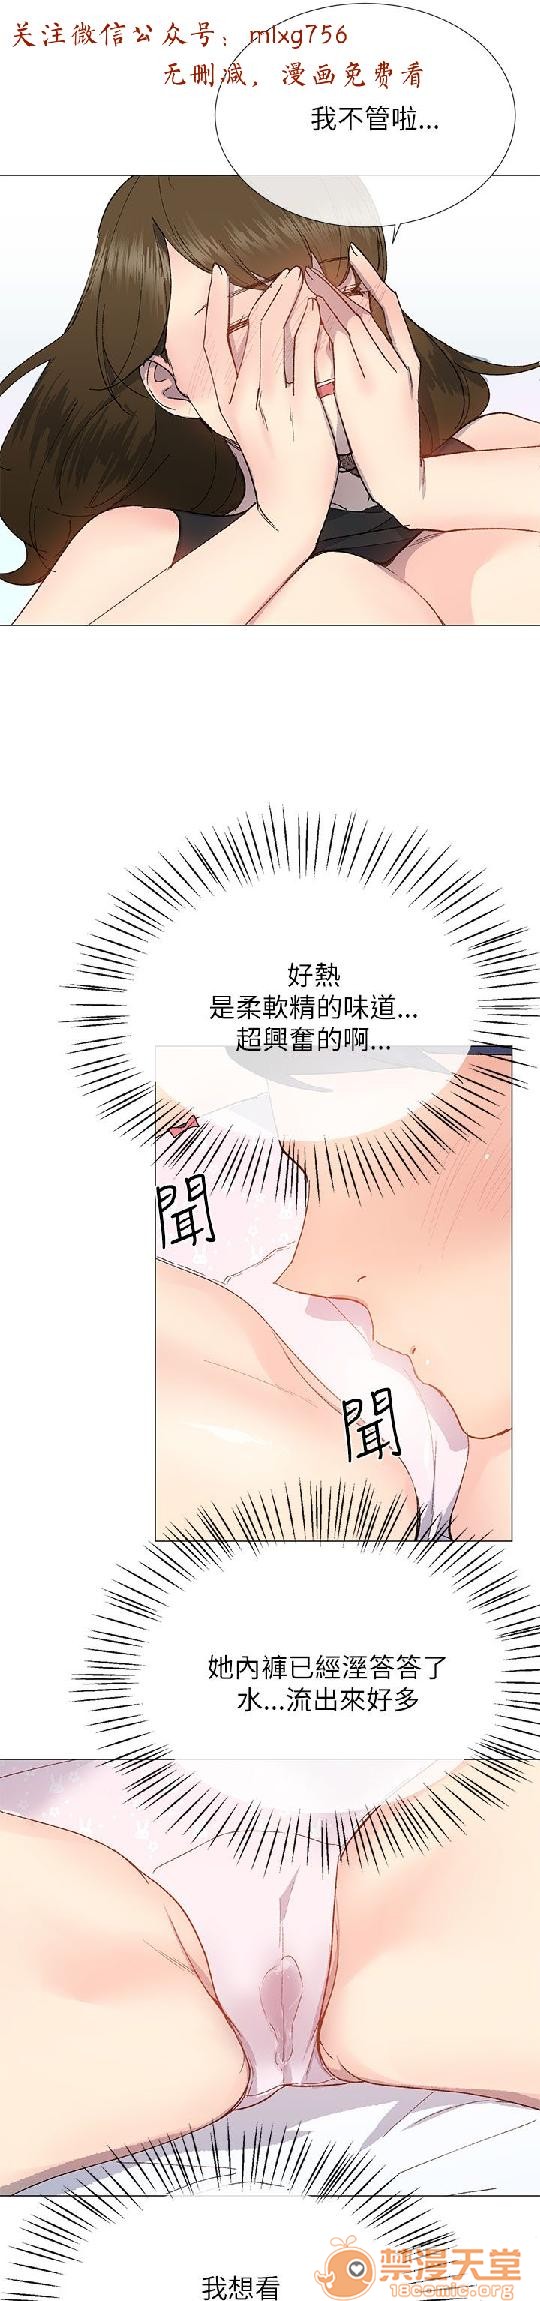 关注微信公众号：mlxg756
无删减，漫画免费看
我不管啦...
好熱
是柔軟精的味道...
超興奮的啊...
聞
聞
她內褲已經溼答答了
水...流出來好多
我想看
禁漫天堂
18comic.org